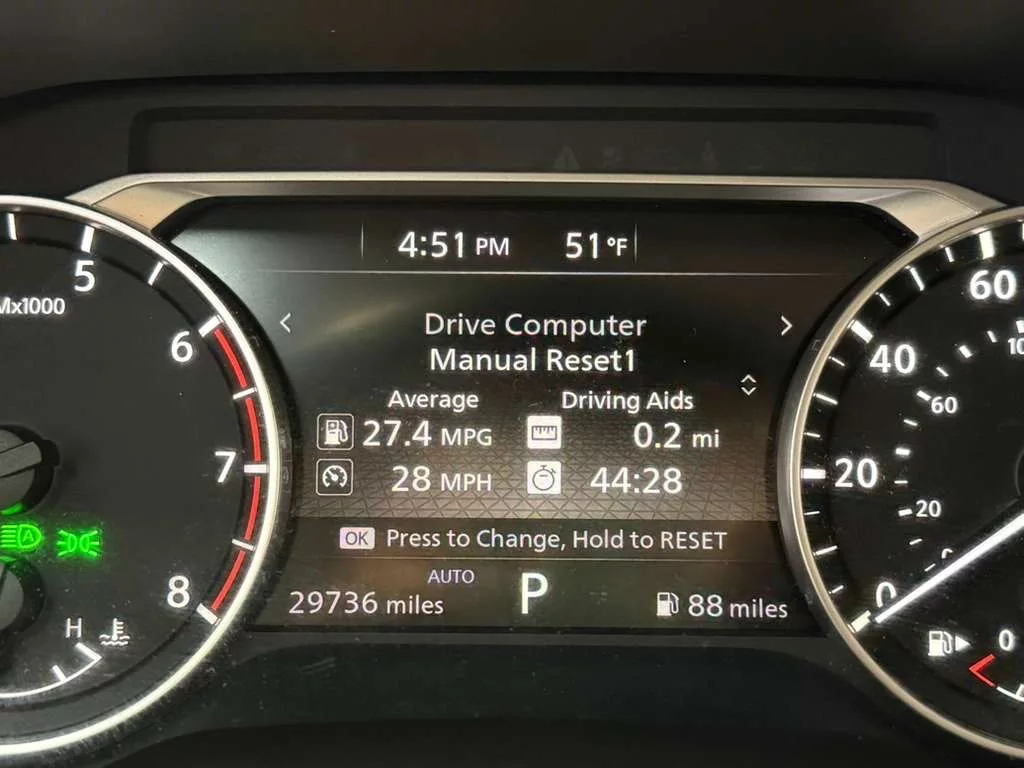 4:51 PM 51°F
< >
Drive Computer
Manual Reset1
Average Driving Aids
27.4 MPG 0.2 mi
28 MPH 44:28
OK Press to Change, Hold to RESET
AUTO
29736 miles P 88 miles
5
6
7
8
H
A
60
40
20
0
60
20
0